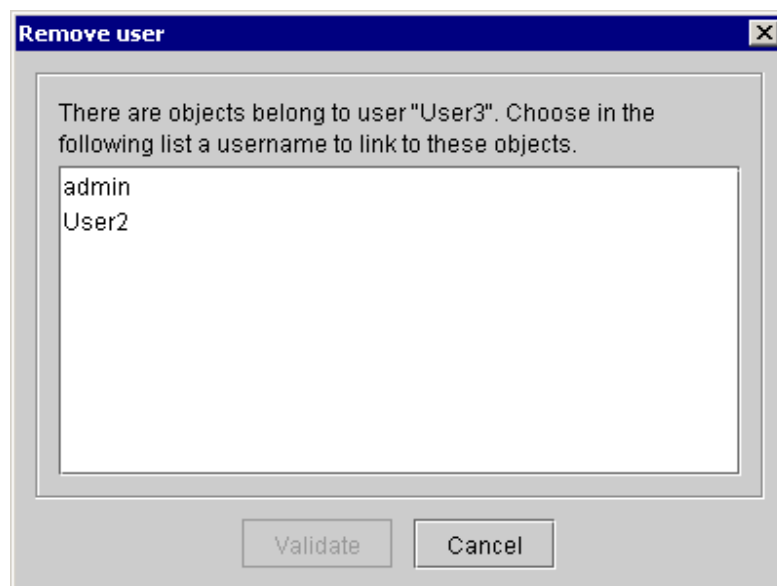 Remove user
There are objects belong to user "User3". Choose in the
following list a username to link to these objects.
admin
User2
Validate
Cancel